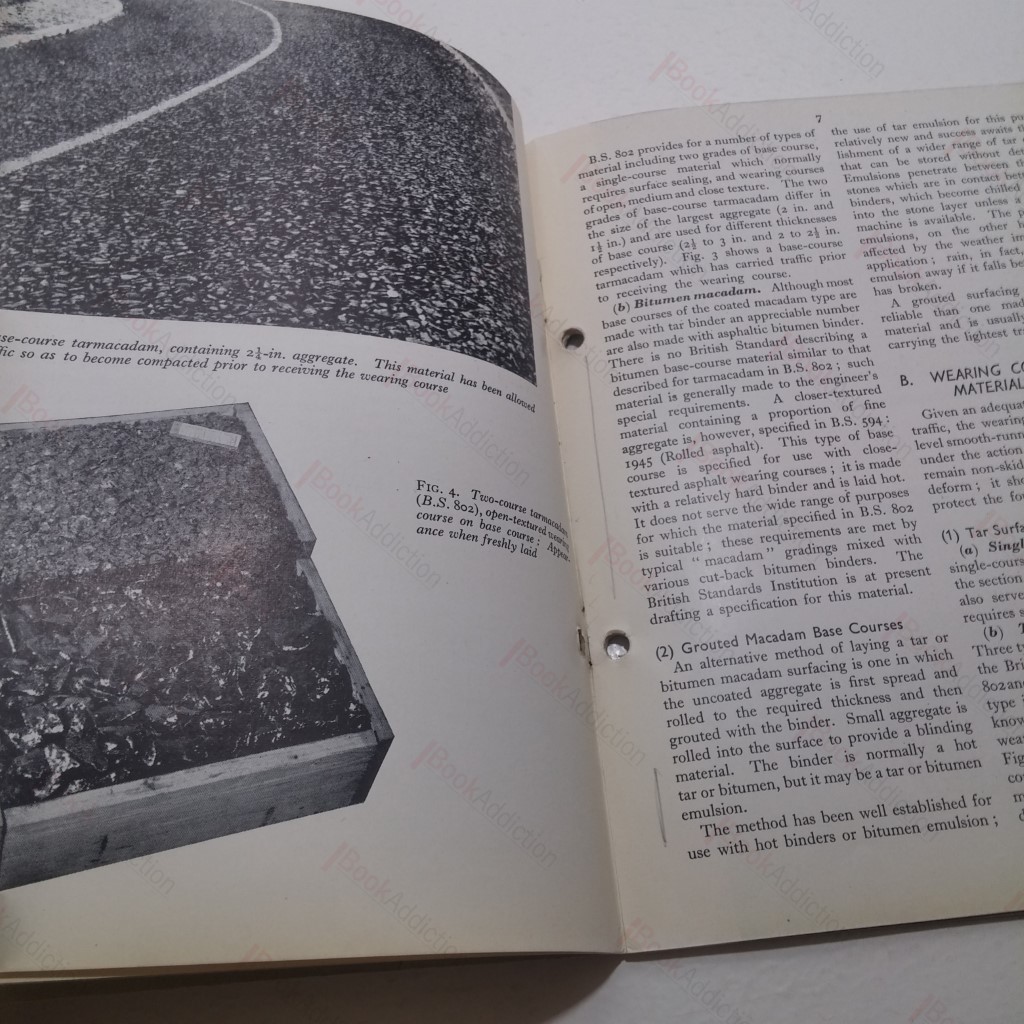 se-course tarmacadam, containing 2½-in. aggregate. This material has been allowed
fic so as to become compacted prior to receiving the wearing course
FIG. 4. Two-course tarmacadam
(B.S. 802), open-textured wearing
course on base course ; Appear-
ance when freshly laid
7
B.S. 802 provides for a number of types of
material including two grades of base course,
a single-course material which normally
requires surface sealing, and wearing courses
of open, medium and close texture. The two
grades of base-course tarmacadam differ in
the size of the largest aggregate (2 in. and
1½ in.) and are used for different thicknesses
of base course (2½ to 3 in. and 2 to 2½ in.
respectively). Fig. 3 shows a base-course
tarmacadam which has carried traffic prior
to receiving the wearing course.
(b) Bitumen macadam. Although most
base courses of the coated macadam type are
made with tar binder an appreciable number
are also made with asphaltic bitumen binder.
There is no British Standard describing a
bitumen base-course material similar to that
described for tarmacadam in B.S. 802 ; such
material is generally made to the engineer's
special requirements. A closer-textured
material containing a proportion of fine
aggregate is, however, specified in B.S. 594 :
1945 (Rolled asphalt). This type of base
course is specified for use with close-
textured asphalt wearing courses ; it is made
with a relatively hard binder and is laid hot.
It does not serve the wide range of purposes
for which the material specified in B.S. 802
is suitable ; these requirements are met by
typical "macadam" gradings mixed with
various cut-back bitumen binders. The
British Standards Institution is at present
drafting a specification for this material.
(2) Grouted Macadam Base Courses
An alternative method of laying a tar or
bitumen macadam surfacing is one in which
the uncoated aggregate is first spread and
rolled to the required thickness and then
grouted with the binder. Small aggregate is
rolled into the surface to provide a blinding
material. The binder is normally a hot
tar or bitumen, but it may be a tar or bitumen
emulsion.
The method has been well established for
use with hot binders or bitumen emulsion ;
the use of tar emulsion for this pu
relatively new and success awaits th
lishment of a wider range of tar
that can be stored without det
Emulsions penetrate between th
stones which are in contact bett
binders, which become chilled
into the stone layer unless a
machine is available. The p
emulsions, on the other h
affected by the weather im
application ; rain, in fact,
emulsion away if it falls be
has broken.
A grouted surfacing
reliable than one mad
material and is usually
carrying the lightest tr
B. WEARING CO
MATERIAL
Given an adequat
traffic, the wearing
level smooth-runn
under the action
remain non-skid
deform ; it sho
protect the fo
(1) Tar Surfa
(a) Singl
single-cours
the section
also serve
requires s
(b) T
Three t
the Bri
802 and
type
know
wea
Fig
co
m
d